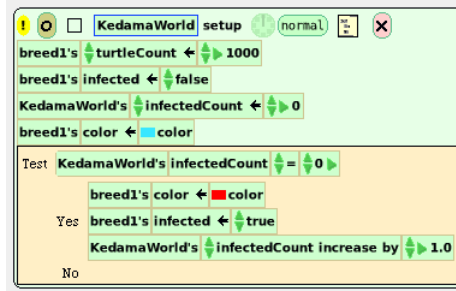 ! KedamaWorld setup normal
breed1's turtleCount ← 1000
breed1's infected ← false
KedamaWorld's infectedCount ← 0
breed1's color ← color
Test KedamaWorld's infectedCount = 0
breed1's color ← color
Yes breed1's infected ← true
KedamaWorld's infectedCount increase by 1.0
No